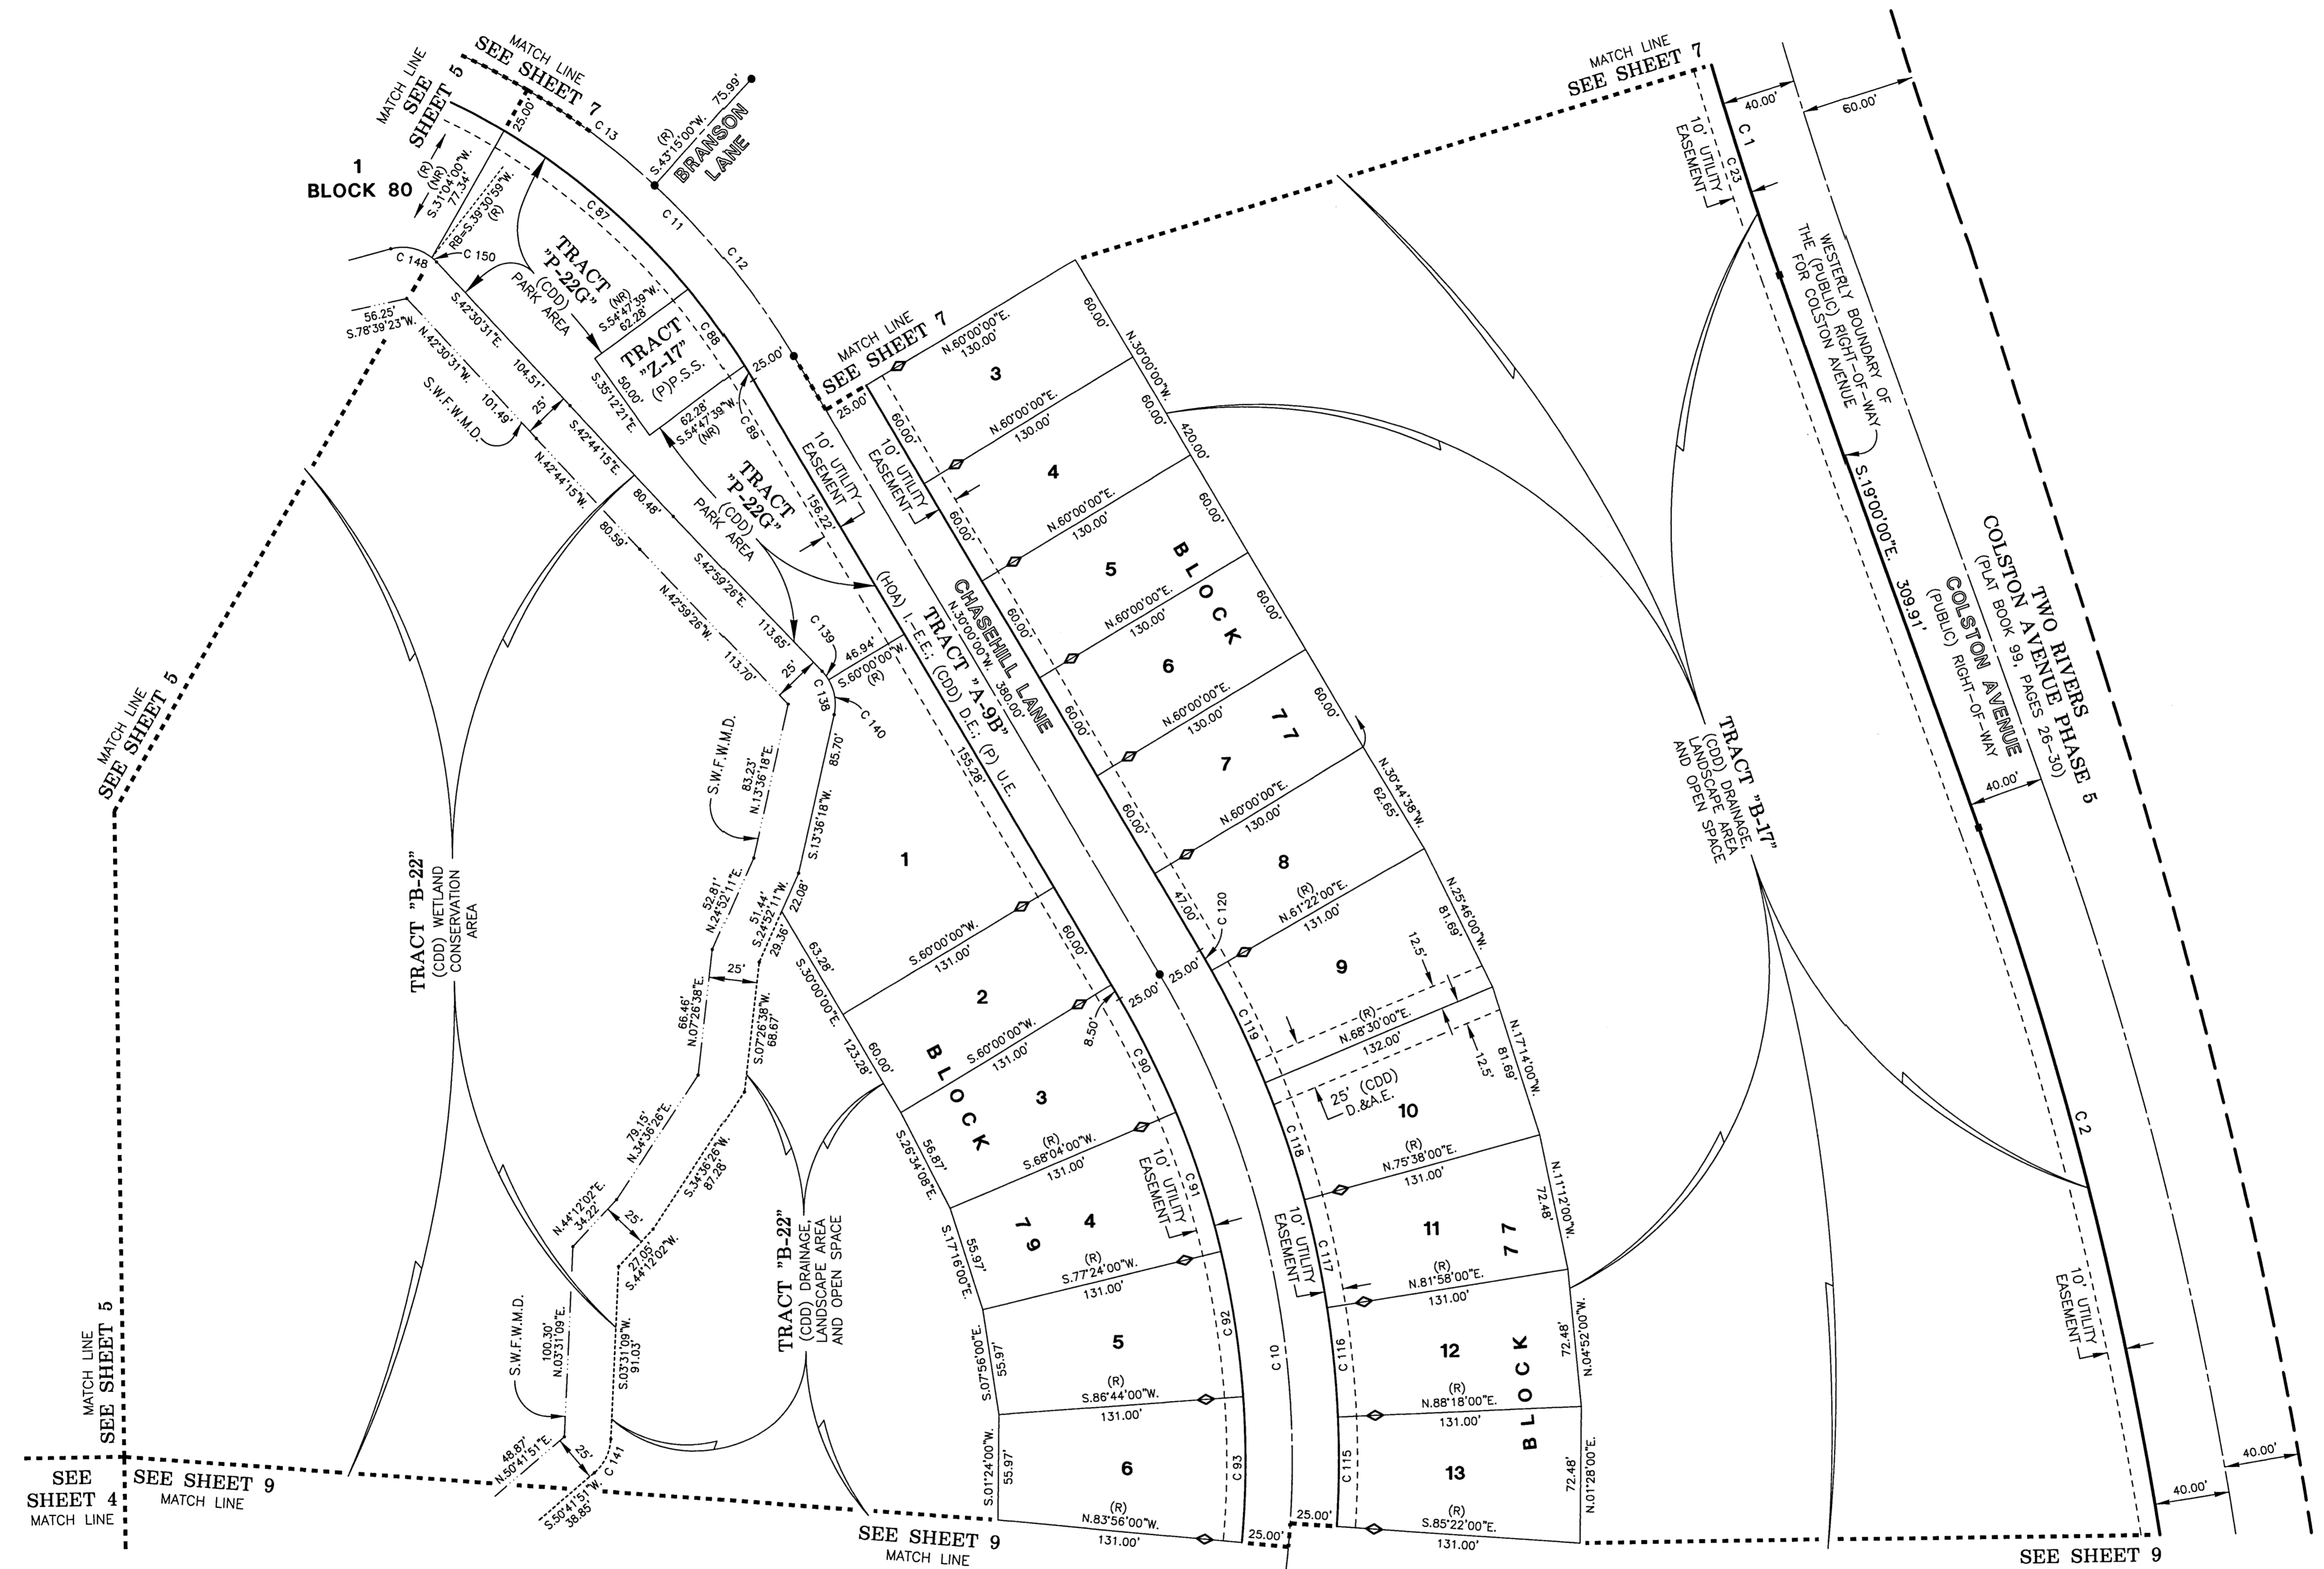 MATCH LINE
SEE SHEET 7
MATCH LINE
SEE
SHEET 5
25.00'
C 13
75.99'
(R)
S.43°15'00"W.
BRANSON
LANE
1
BLOCK 80
(R)
(NR)
S.31°04'00"W.
77.34'
RB=S.39°30'59"W.
(R)
C 148
C 150
C 87
C 11
C 12
TRACT
"P-22G"
(CDD)
PARK AREA
(NR)
S.54°47'39"W.
62.28'
TRACT
"Z-17"
(P)P.S.S.
50.00'
S.35°12'21"E.
62.28'
S.54°47'39"W.
(NR)
C 88
C 89
25.00'
56.25'
S.78°39'23"W.
S.42°30'31"E.
104.51'
N.42°30'31"W.
101.49'
S.W.F.W.M.D.
25'
S.42°44'15"E.
80.48'
N.42°44'15"W.
80.59'
TRACT
"P-22G"
(CDD)
PARK AREA
10' UTILITY
EASEMENT
156.22'
S.42°59'26"E.
113.65'
N.42°59'26"W.
113.70'
25'
C 139
46.94'
S.60°00'00"W.
(R)
C 138
C 140
MATCH LINE
SEE SHEET 7
25.00'
10' UTILITY
EASEMENT
CHASEHILL LANE
N.30°00'00"W. 380.00'
TRACT "A-9B"
(HOA) I.-E.E.; (CDD) D.E.; (P) U.E.
155.28'
60.00'
N.60°00'00"E.
130.00'
3
60.00'
N.30°00'00"W.
60.00'
420.00'
N.60°00'00"E.
130.00'
4
60.00'
60.00'
N.60°00'00"E.
130.00'
5
60.00'
60.00'
BLOCK
77
N.60°00'00"E.
130.00'
6
60.00'
60.00'
N.60°00'00"E.
130.00'
7
60.00'
N.30°44'38"W.
62.65'
N.60°00'00"E.
130.00'
8
47.00'
C 120
(R)
N.61°22'00"E.
131.00'
N.25°46'00"W.
81.69'
9
12.5'
25.00'
25.00'
C 119
(R)
N.68°30'00"E.
132.00'
12.5'
25' (CDD)
D.&A.E.
N.17°14'00"W.
81.69'
10
C 118
(R)
N.75°38'00"E.
131.00'
N.11°12'00"W.
72.48'
11
77
10' UTILITY
EASEMENT
C 117
(R)
N.81°58'00"E.
131.00'
N.04°52'00"W.
72.48'
12
BLOCK
C 116
(R)
N.88°18'00"E.
131.00'
N.01°28'00"E.
72.48'
13
C 115
(R)
S.85°22'00"E.
131.00'
25.00'
25.00'
C 10
MATCH LINE
SEE SHEET 7
40.00'
60.00'
C 1
C 23
10' UTILITY
EASEMENT
WESTERLY BOUNDARY OF
THE (PUBLIC) RIGHT-OF-WAY
FOR COLSTON AVENUE
S.19°00'00"E. 309.91'
TWO RIVERS
COLSTON AVENUE PHASE 5
(PLAT BOOK 99, PAGES 26-30)
COLSTON AVENUE
(PUBLIC) RIGHT-OF-WAY
40.00'
TRACT "B-17"
(CDD) DRAINAGE,
LANDSCAPE AREA
AND OPEN SPACE
C 2
10' UTILITY
EASEMENT
40.00'
40.00'
SEE SHEET 9
MATCH LINE
SEE SHEET 5
TRACT "B-22"
(CDD) WETLAND
CONSERVATION
AREA
S.W.F.W.M.D.
83.23'
N.13°36'18"E.
85.70'
S.13°36'18"W.
52.81'
N.24°52'11"E.
51.44'
S.24°52'11"W.
29.36'
22.08'
25'
66.46'
N.07°26'38"E.
S.07°26'38"W.
68.67'
79.15'
N.34°36'26"E.
S.34°36'26"W.
87.28'
N.44°12'02"E.
34.22'
25'
27.05'
S.44°12'02"W.
S.W.F.W.M.D.
100.30'
N.03°31'09"E.
S.03°31'09"W.
91.03'
48.87'
N.50°41'51"E.
25'
C 141
S.50°41'51"W.
38.85'
TRACT "B-22"
(CDD) DRAINAGE,
LANDSCAPE AREA
AND OPEN SPACE
1
S.60°00'00"W.
131.00'
63.28'
S.30°00'00"E.
60.00'
2
BLOCK
79
60.00'
123.28'
S.60°00'00"W.
131.00'
8.50'
C 90
3
56.87'
S.26°34'08"E.
(R)
S.68°04'00"W.
131.00'
10' UTILITY
EASEMENT
C 91
4
55.97'
S.17°16'00"E.
(R)
S.77°24'00"W.
131.00'
5
C 92
S.07°56'00"E.
55.97'
(R)
S.86°44'00"W.
131.00'
6
C 93
S.01°24'00"W.
55.97'
(R)
N.83°56'00"W.
131.00'
MATCH LINE
SEE SHEET 5
SEE
SHEET 4
MATCH LINE
SEE SHEET 9
MATCH LINE
SEE SHEET 9
MATCH LINE